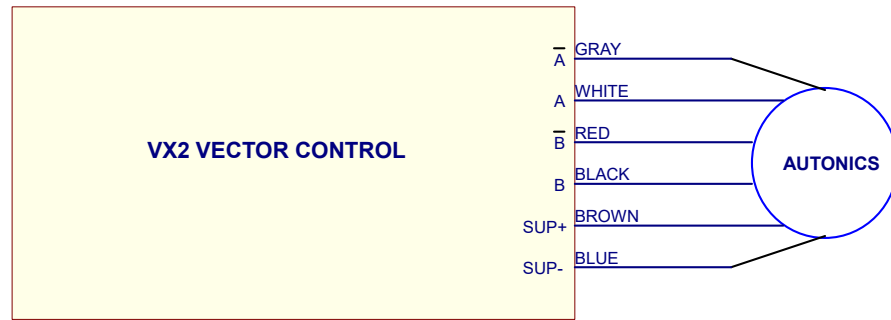 A̅ GRAY
A WHITE
B̅ RED
VX2 VECTOR CONTROL
AUTONICS
B BLACK
SUP+ BROWN
SUP- BLUE